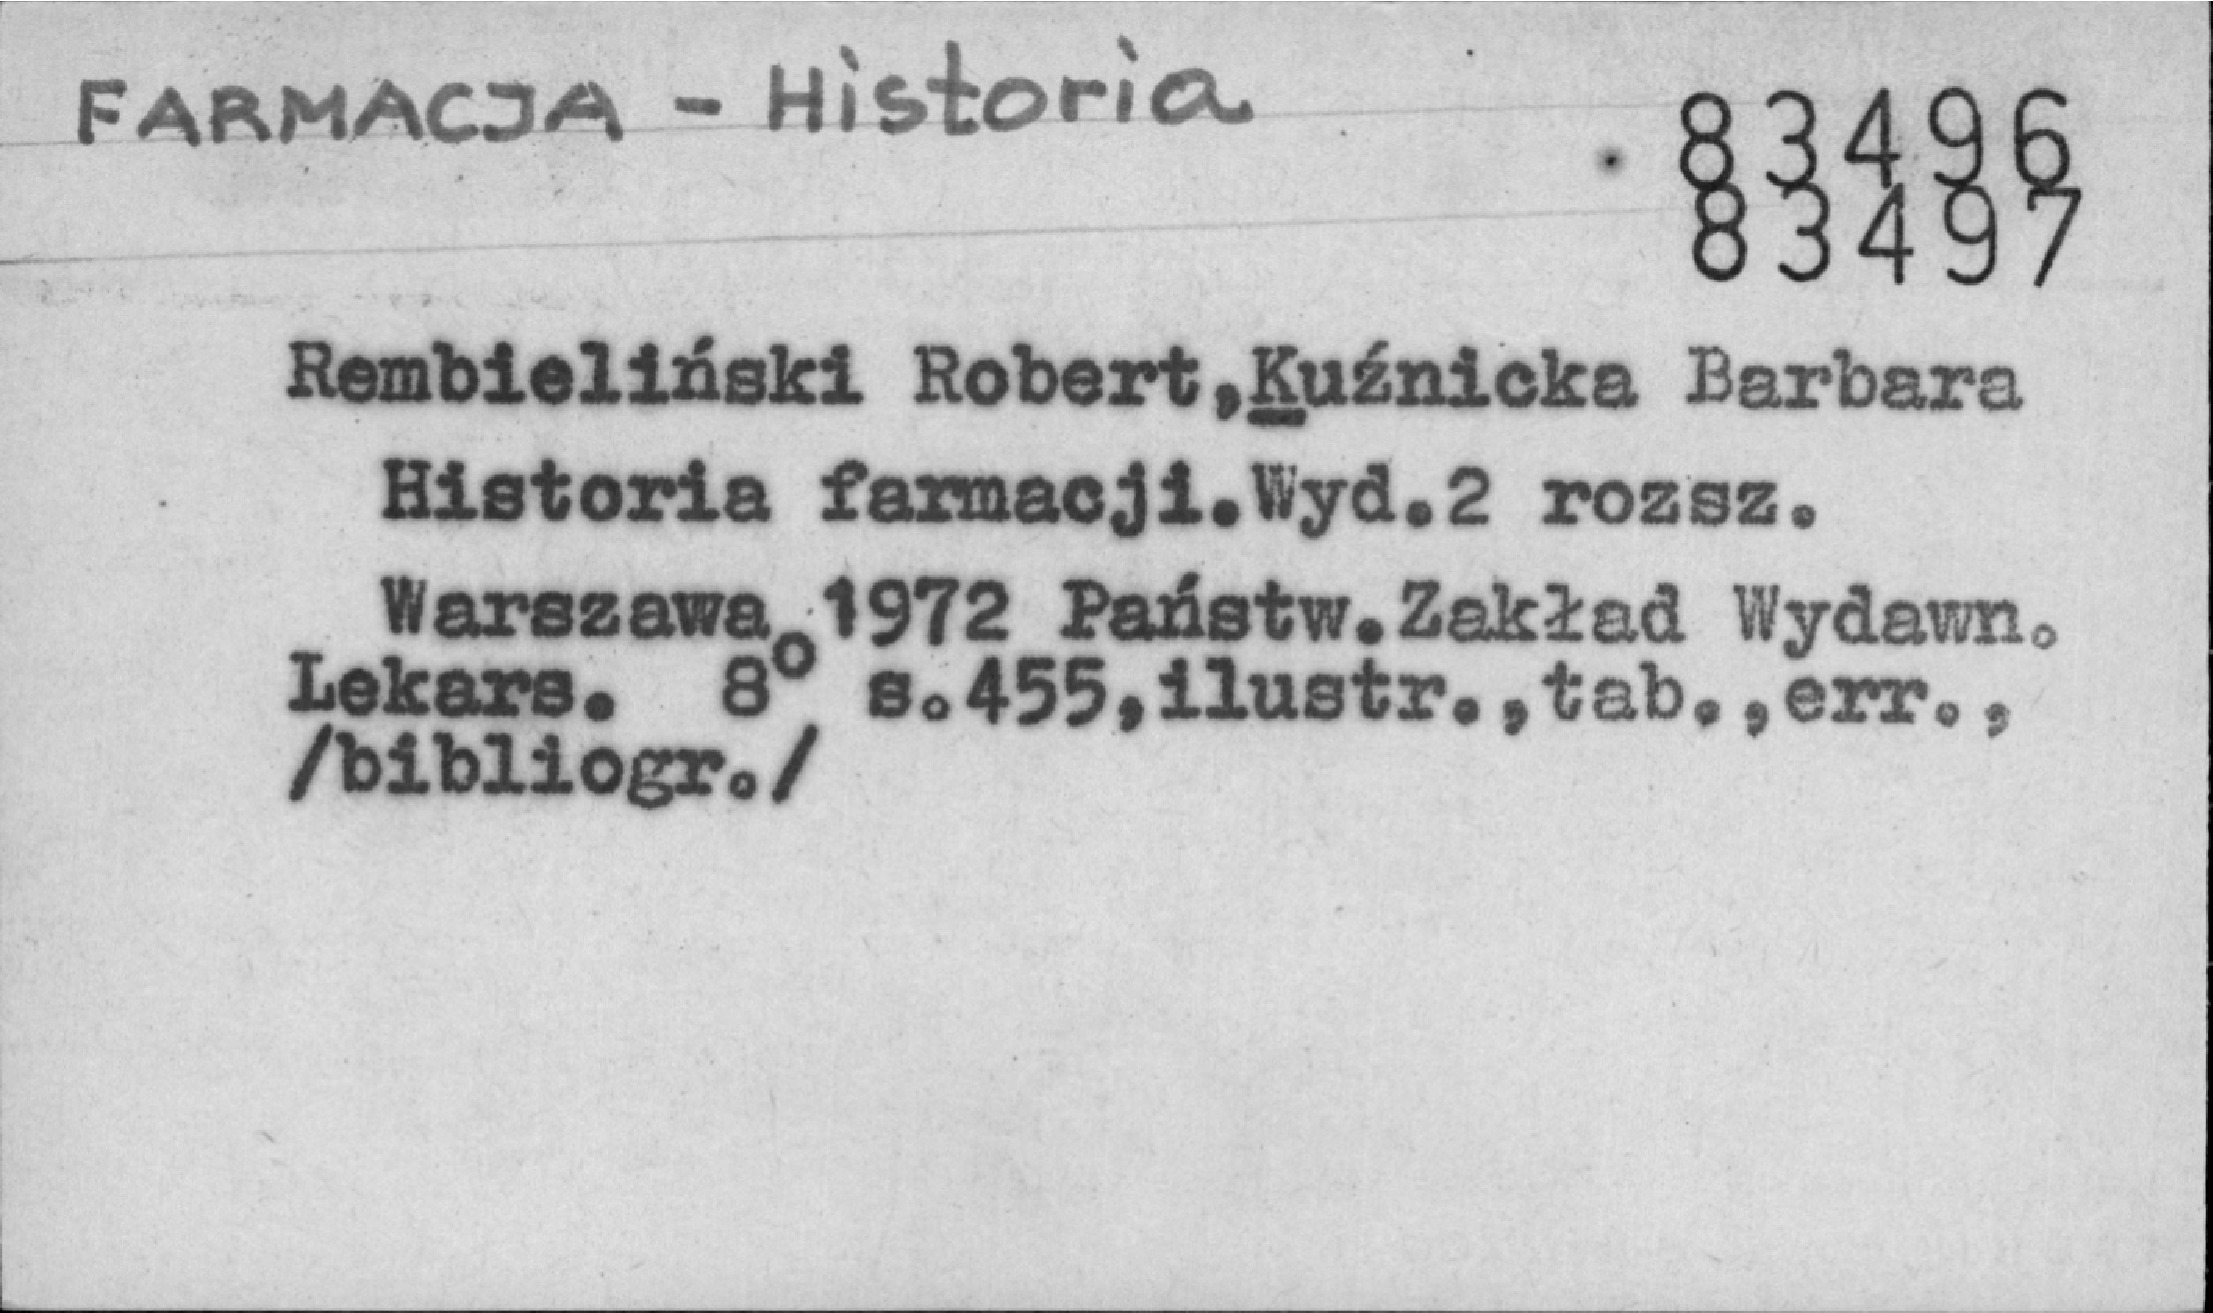 FARMACJA - Historia
83496
83497
Rembieliński Robert,Kuźnicka Barbara
Historia farmacji.Wyd.2 rozsz.
Warszawa 1972 Państw.Zakład Wydawn.
Lekars. 8º s.455,ilustr.,tab.,err.,
/bibliogr./